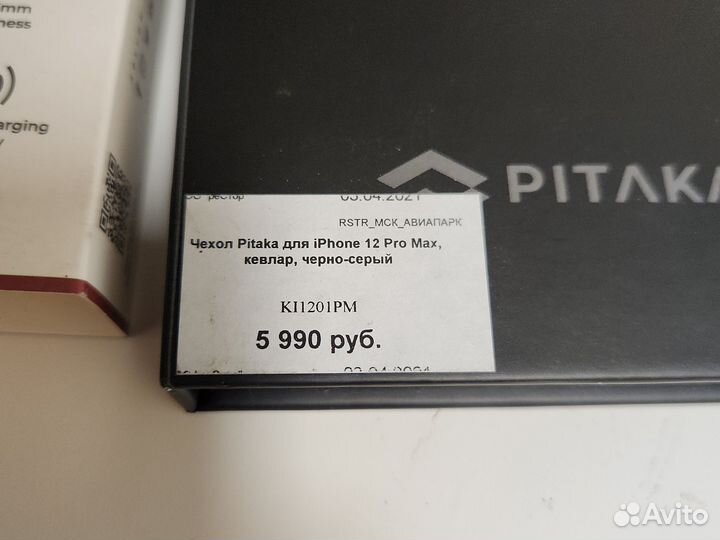 mm
ness
arging
y
PITAKA
03.04.2021
RSTR_МСК_АВИАПАРК
Чехол Pitaka для iPhone 12 Pro Max,
кевлар, черно-серый
KI1201PM
5 990 руб.
Avito